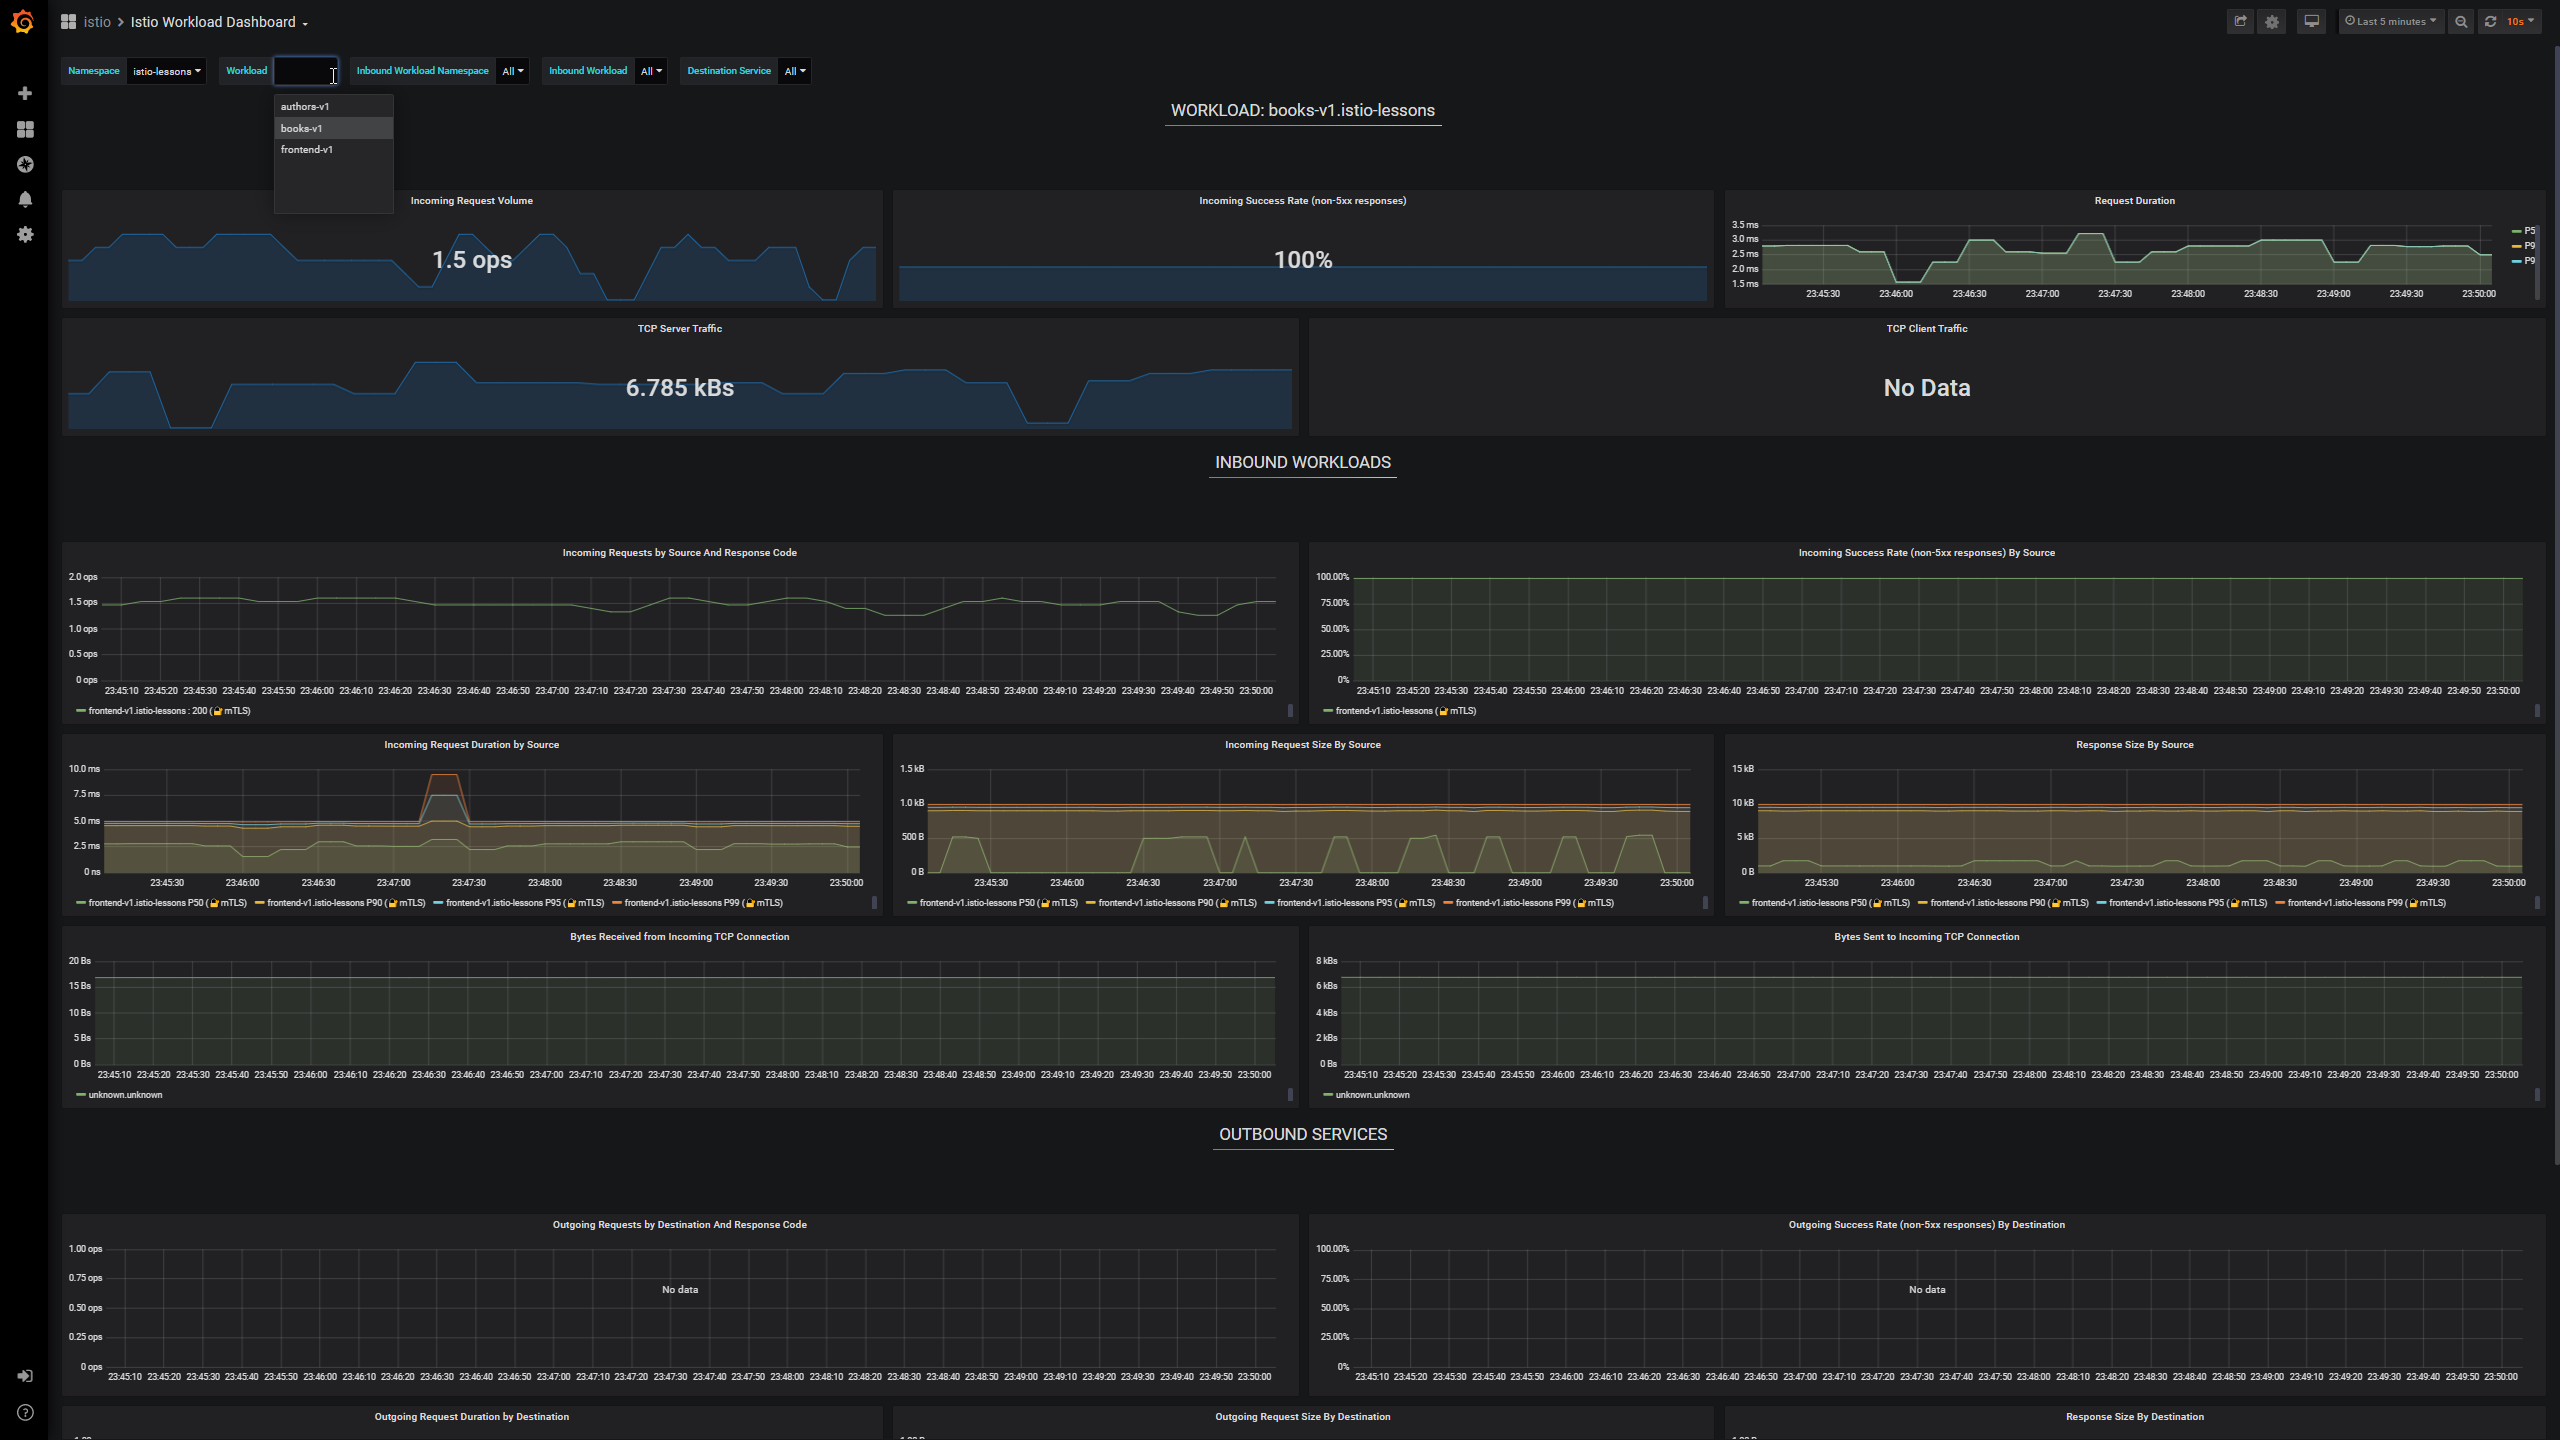 istio > Istio Workload Dashboard
Last 5 minutes
10s
Namespace istio-lessons Workload Inbound Workload Namespace All Inbound Workload All Destination Service All
authors-v1
books-v1
frontend-v1
WORKLOAD: books-v1.istio-lessons
Incoming Request Volume
1.5 ops
Incoming Success Rate (non-5xx responses)
100%
Request Duration
3.5 ms
3.0 ms
2.5 ms
2.0 ms
1.5 ms
23:45:30 23:46:00 23:46:30 23:47:00 23:47:30 23:48:00 23:48:30 23:49:00 23:49:30 23:50:00
P5
P9
P9
TCP Server Traffic
6.785 kBs
TCP Client Traffic
No Data
INBOUND WORKLOADS
Incoming Requests by Source And Response Code
2.0 ops
1.5 ops
1.0 ops
0.5 ops
0 ops
23:45:10 23:45:20 23:45:30 23:45:40 23:45:50 23:46:00 23:46:10 23:46:20 23:46:30 23:46:40 23:46:50 23:47:00 23:47:10 23:47:20 23:47:30 23:47:40 23:47:50 23:48:00 23:48:10 23:48:20 23:48:30 23:48:40 23:48:50 23:49:00 23:49:10 23:49:20 23:49:30 23:49:40 23:49:50 23:50:00
frontend-v1.istio-lessons : 200 (🔐 mTLS)
Incoming Success Rate (non-5xx responses) By Source
100.00%
75.00%
50.00%
25.00%
0%
23:45:10 23:45:20 23:45:30 23:45:40 23:45:50 23:46:00 23:46:10 23:46:20 23:46:30 23:46:40 23:46:50 23:47:00 23:47:10 23:47:20 23:47:30 23:47:40 23:47:50 23:48:00 23:48:10 23:48:20 23:48:30 23:48:40 23:48:50 23:49:00 23:49:10 23:49:20 23:49:30 23:49:40 23:49:50 23:50:00
frontend-v1.istio-lessons (🔐 mTLS)
Incoming Request Duration by Source
10.0 ms
7.5 ms
5.0 ms
2.5 ms
0 ns
23:45:30 23:46:00 23:46:30 23:47:00 23:47:30 23:48:00 23:48:30 23:49:00 23:49:30 23:50:00
frontend-v1.istio-lessons P50 (🔐 mTLS) frontend-v1.istio-lessons P90 (🔐 mTLS) frontend-v1.istio-lessons P95 (🔐 mTLS) frontend-v1.istio-lessons P99 (🔐 mTLS)
Incoming Request Size By Source
1.5 kB
1.0 kB
500 B
0 B
23:45:30 23:46:00 23:46:30 23:47:00 23:47:30 23:48:00 23:48:30 23:49:00 23:49:30 23:50:00
frontend-v1.istio-lessons P50 (🔐 mTLS) frontend-v1.istio-lessons P90 (🔐 mTLS) frontend-v1.istio-lessons P95 (🔐 mTLS) frontend-v1.istio-lessons P99 (🔐 mTLS)
Response Size By Source
15 kB
10 kB
5 kB
0 B
23:45:30 23:46:00 23:46:30 23:47:00 23:47:30 23:48:00 23:48:30 23:49:00 23:49:30 23:50:00
frontend-v1.istio-lessons P50 (🔐 mTLS) frontend-v1.istio-lessons P90 (🔐 mTLS) frontend-v1.istio-lessons P95 (🔐 mTLS) frontend-v1.istio-lessons P99 (🔐 mTLS)
Bytes Received from Incoming TCP Connection
20 Bs
15 Bs
10 Bs
5 Bs
0 Bs
23:45:10 23:45:20 23:45:30 23:45:40 23:45:50 23:46:00 23:46:10 23:46:20 23:46:30 23:46:40 23:46:50 23:47:00 23:47:10 23:47:20 23:47:30 23:47:40 23:47:50 23:48:00 23:48:10 23:48:20 23:48:30 23:48:40 23:48:50 23:49:00 23:49:10 23:49:20 23:49:30 23:49:40 23:49:50 23:50:00
unknown.unknown
Bytes Sent to Incoming TCP Connection
8 kBs
6 kBs
4 kBs
2 kBs
0 Bs
23:45:10 23:45:20 23:45:30 23:45:40 23:45:50 23:46:00 23:46:10 23:46:20 23:46:30 23:46:40 23:46:50 23:47:00 23:47:10 23:47:20 23:47:30 23:47:40 23:47:50 23:48:00 23:48:10 23:48:20 23:48:30 23:48:40 23:48:50 23:49:00 23:49:10 23:49:20 23:49:30 23:49:40 23:49:50 23:50:00
unknown.unknown
OUTBOUND SERVICES
Outgoing Requests by Destination And Response Code
1.00 ops
0.75 ops
0.50 ops
0.25 ops
0 ops
No data
23:45:10 23:45:20 23:45:30 23:45:40 23:45:50 23:46:00 23:46:10 23:46:20 23:46:30 23:46:40 23:46:50 23:47:00 23:47:10 23:47:20 23:47:30 23:47:40 23:47:50 23:48:00 23:48:10 23:48:20 23:48:30 23:48:40 23:48:50 23:49:00 23:49:10 23:49:20 23:49:30 23:49:40 23:49:50 23:50:00
Outgoing Success Rate (non-5xx responses) By Destination
100.00%
75.00%
50.00%
25.00%
0%
No data
23:45:10 23:45:20 23:45:30 23:45:40 23:45:50 23:46:00 23:46:10 23:46:20 23:46:30 23:46:40 23:46:50 23:47:00 23:47:10 23:47:20 23:47:30 23:47:40 23:47:50 23:48:00 23:48:10 23:48:20 23:48:30 23:48:40 23:48:50 23:49:00 23:49:10 23:49:20 23:49:30 23:49:40 23:49:50 23:50:00
Outgoing Request Duration by Destination
Outgoing Request Size By Destination
Response Size By Destination